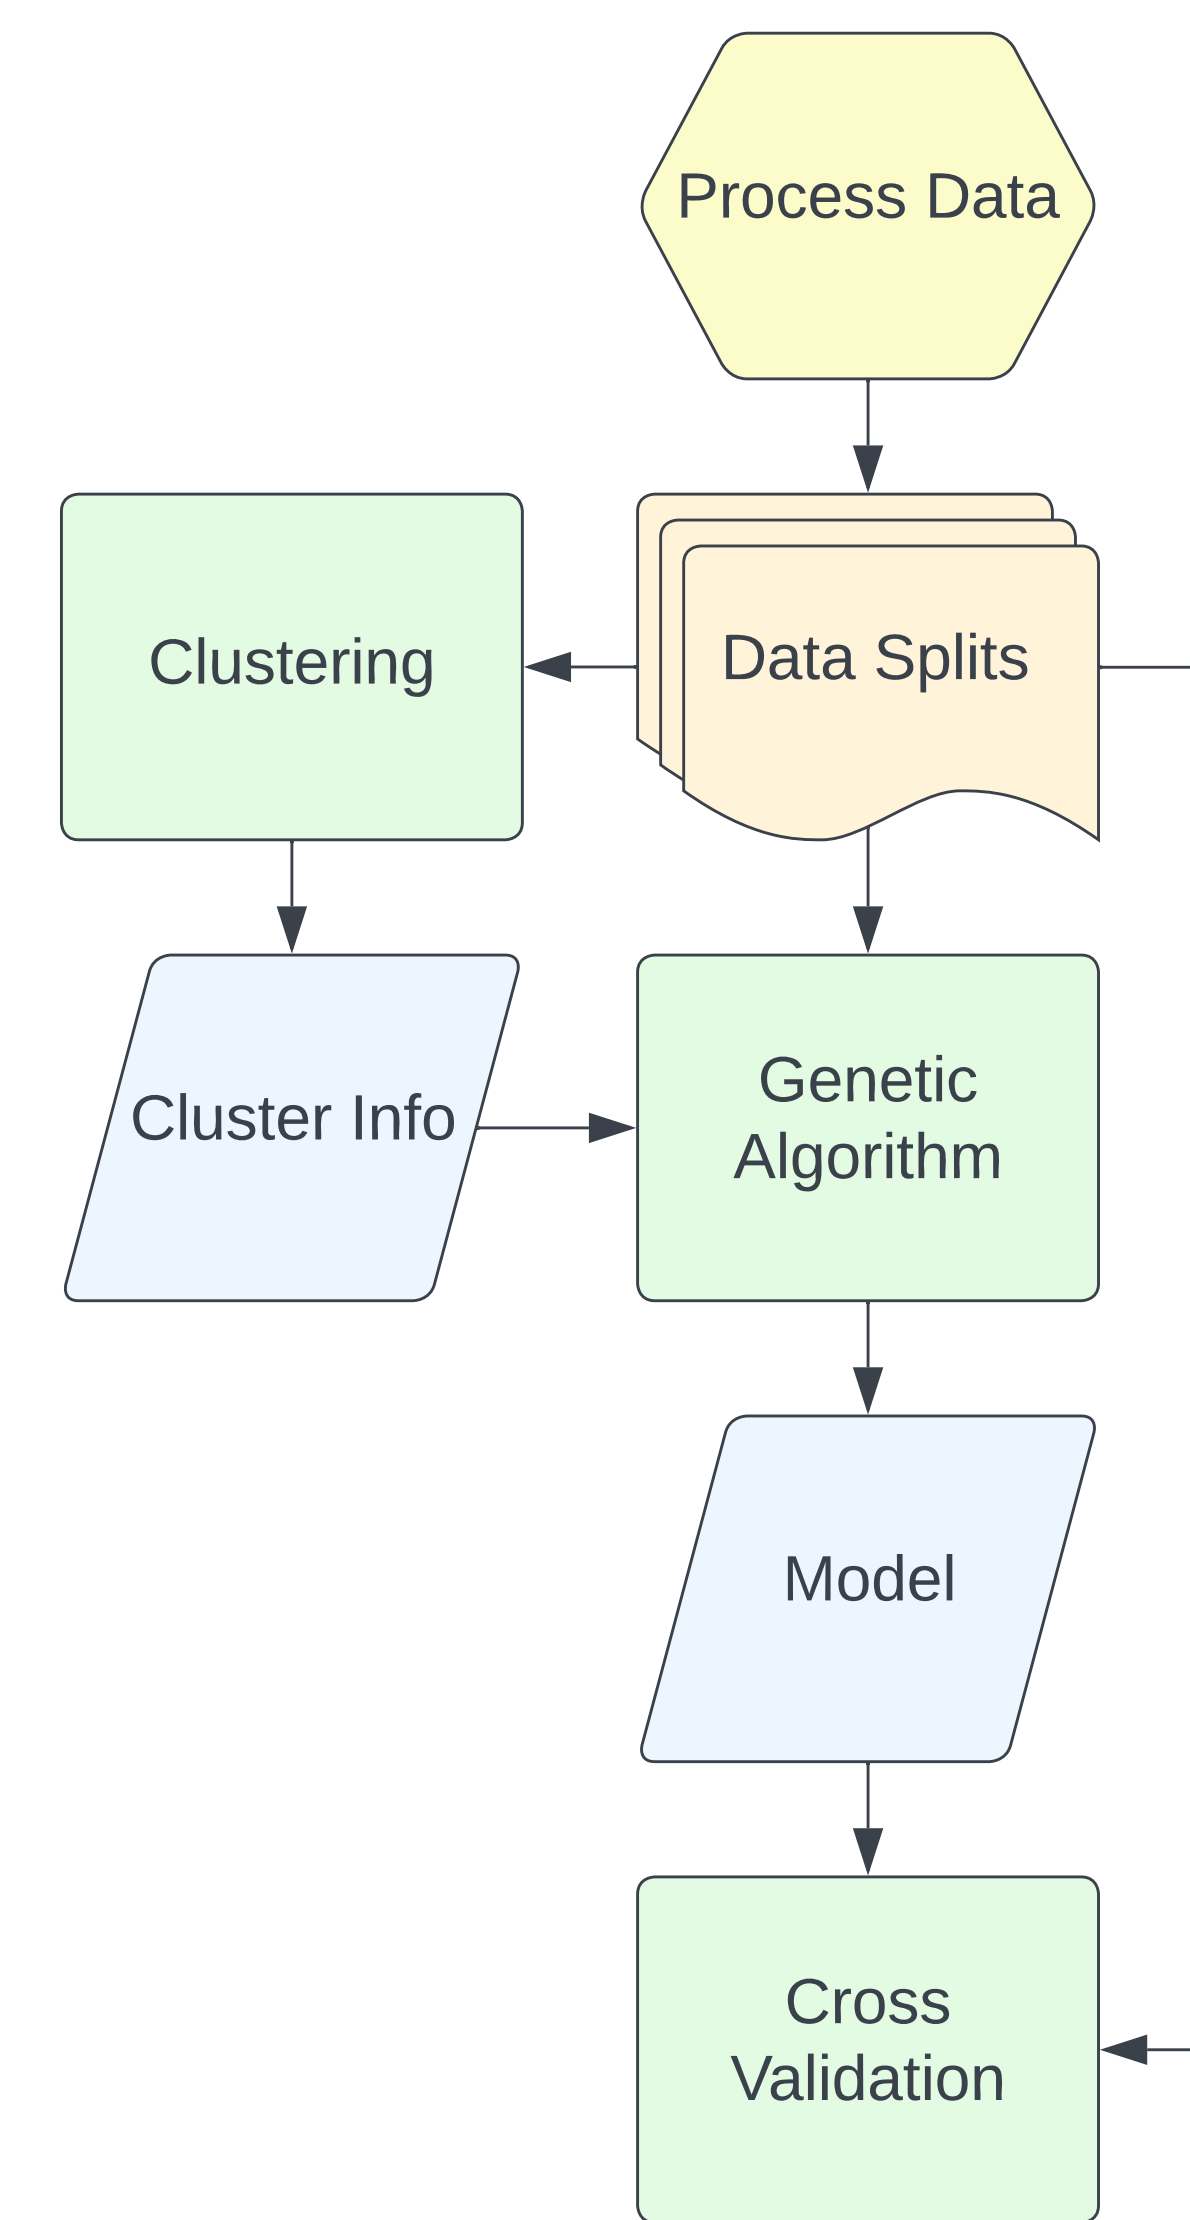 Process Data
Clustering
Data Splits
Cluster Info
Genetic
Algorithm
Model
Cross
Validation